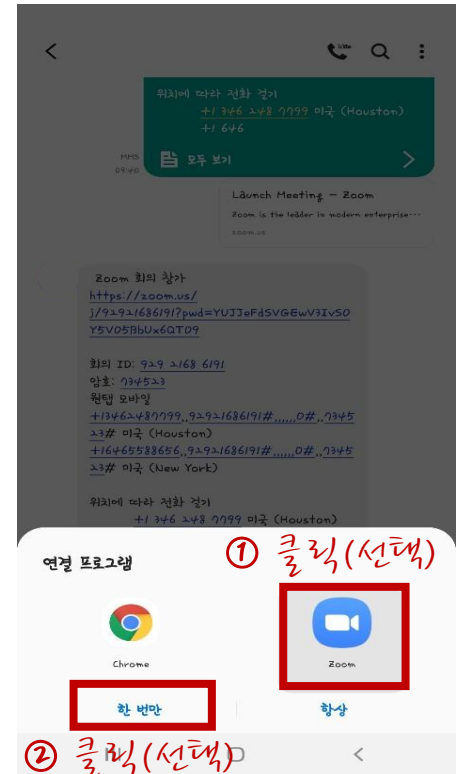 위치에 따라 전화 걸기
+1 346 248 7799 미국 (Houston)
+1 646
MMS
09:40
모두 보기
Launch Meeting - Zoom
Zoom is the leader in modern enterprise...
zoom.us
Zoom 회의 참가
https://zoom.us/
j/92921686191?pwd=YUJJeFdSVGEwV3IvS0
Y5V05BbUx6QT09
회의 ID: 929 2168 6191
암호: 734523
원탭 모바일
+13462487799,,92921686191#,,,,,,0#,,7345
23# 미국 (Houston)
+16465588656,,92921686191#,,,,,,0#,,7345
23# 미국 (New York)
위치에 따라 전화 걸기
+1 346 248 7799 미국 (Houston)
연결 프로그램
① 클릭(선택)
Chrome
Zoom
한 번만
항상
② 클릭(선택)